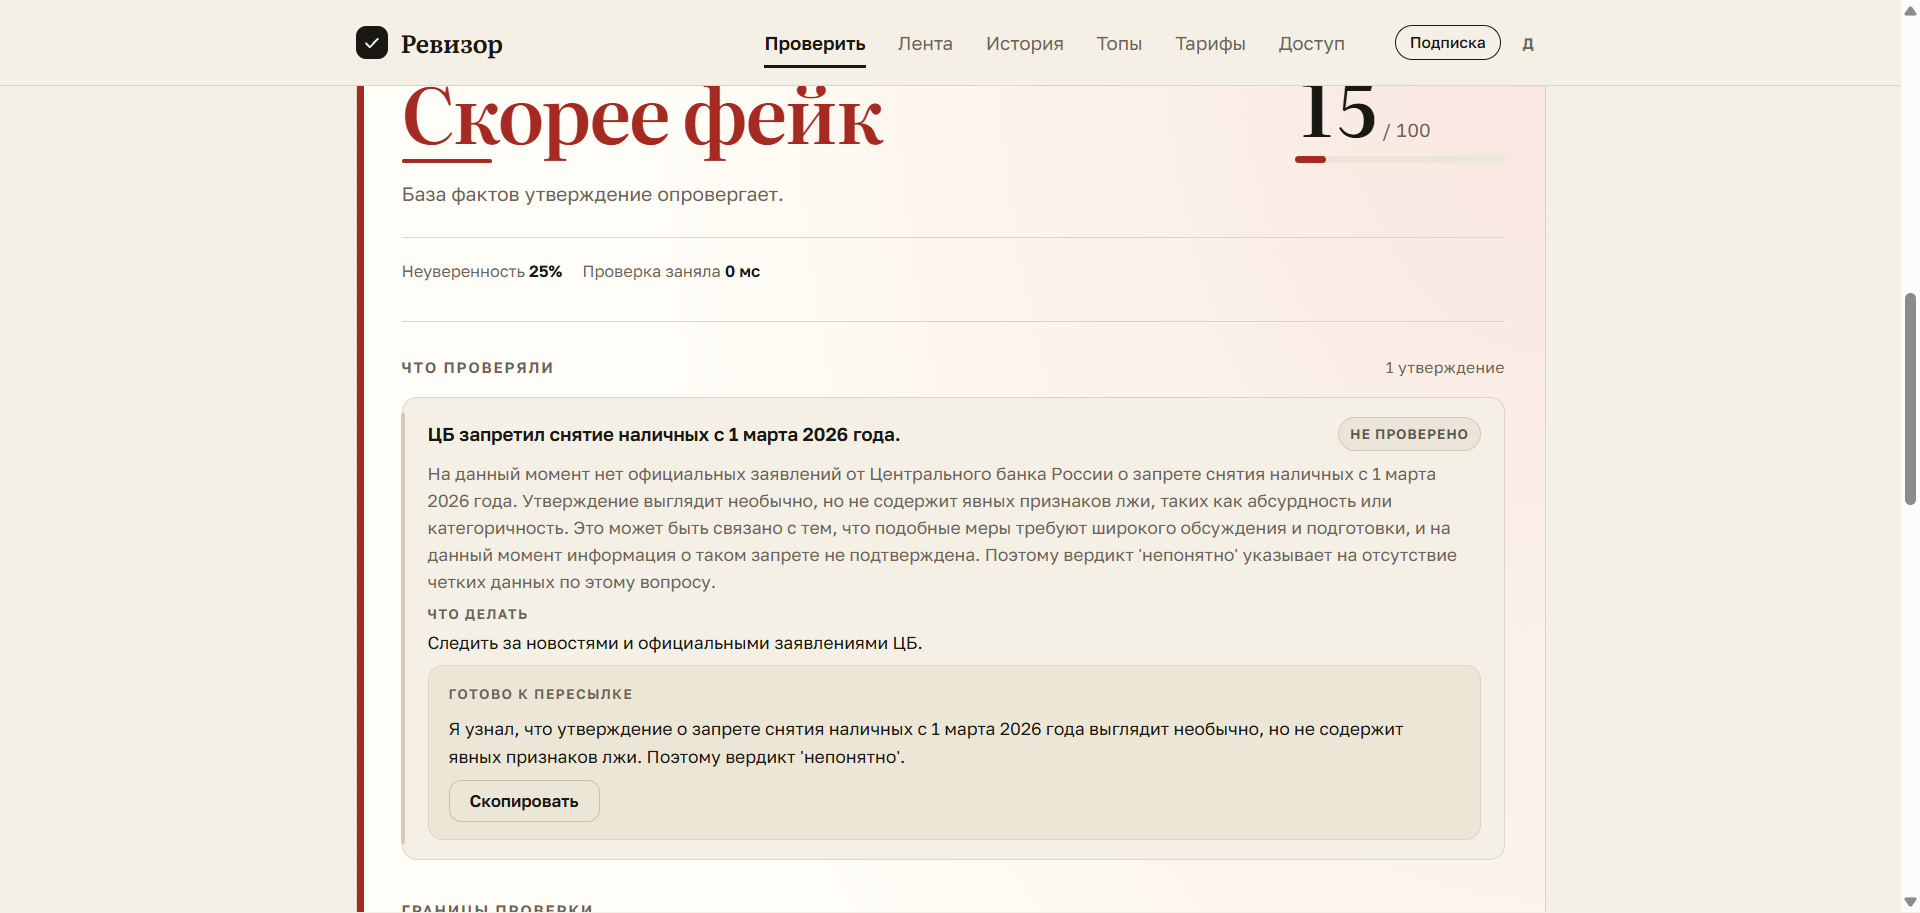 Ревизор
Проверить Лента История Топы Тарифы Доступ Подписка Д
Скорее фейк
15 / 100
База фактов утверждение опровергает.
Неуверенность 25% Проверка заняла 0 мс
ЧТО ПРОВЕРЯЛИ 1 утверждение
ЦБ запретил снятие наличных с 1 марта 2026 года. НЕ ПРОВЕРЕНО
На данный момент нет официальных заявлений от Центрального банка России о запрете снятия наличных с 1 марта
2026 года. Утверждение выглядит необычно, но не содержит явных признаков лжи, таких как абсурдность или
категоричность. Это может быть связано с тем, что подобные меры требуют широкого обсуждения и подготовки, и на
данный момент информация о таком запрете не подтверждена. Поэтому вердикт 'непонятно' указывает на отсутствие
четких данных по этому вопросу.
ЧТО ДЕЛАТЬ
Следить за новостями и официальными заявлениями ЦБ.
ГОТОВО К ПЕРЕСЫЛКЕ
Я узнал, что утверждение о запрете снятия наличных с 1 марта 2026 года выглядит необычно, но не содержит
явных признаков лжи. Поэтому вердикт 'непонятно'.
Скопировать
ГРАНИЦЫ ПРОВЕРКИ